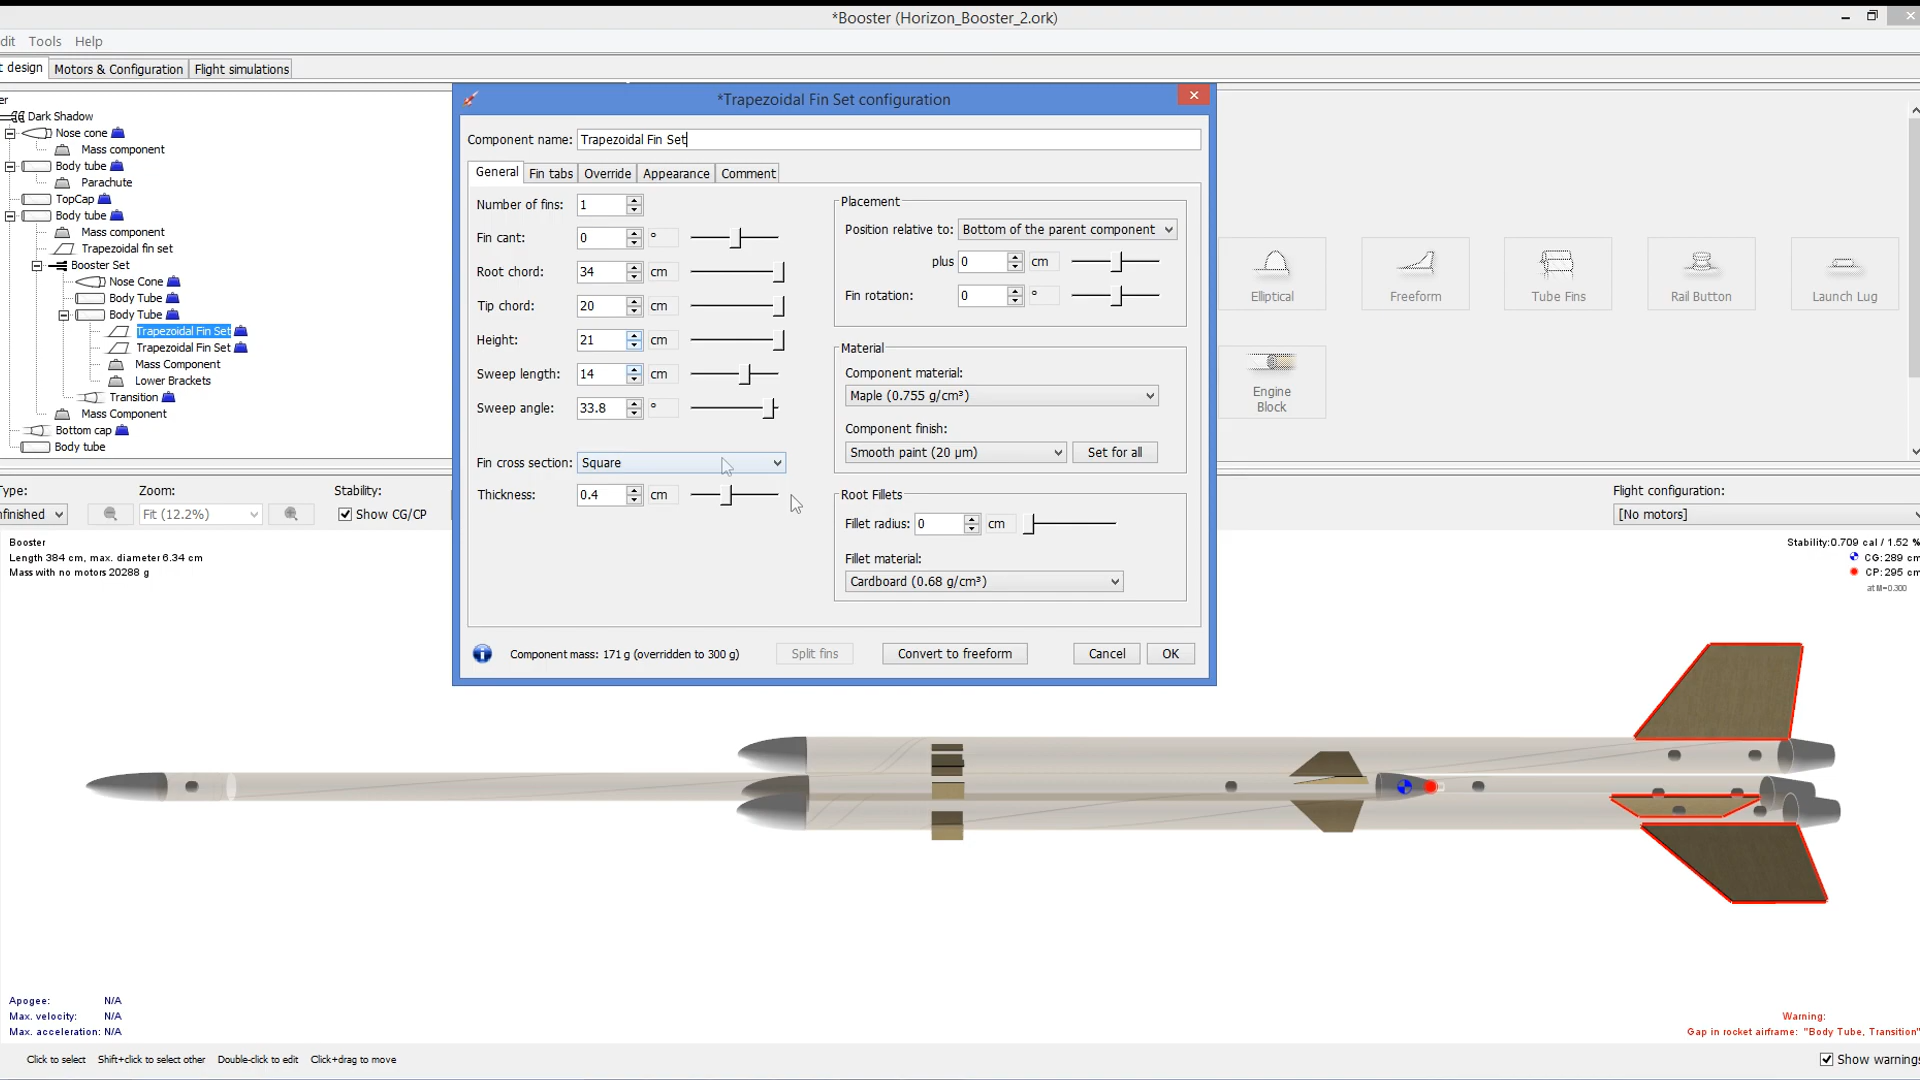 *Booster (Horizon_Booster_2.ork)
dit Tools Help
t design Motors & Configuration Flight simulations
er
Dark Shadow
Nose cone
Mass component
Body tube
Parachute
TopCap
Body tube
Mass component
Trapezoidal fin set
Booster Set
Nose Cone
Body Tube
Body Tube
Trapezoidal Fin Set
Trapezoidal Fin Set
Mass Component
Lower Brackets
Transition
Mass Component
Bottom cap
Body tube
*Trapezoidal Fin Set configuration
Component name: Trapezoidal Fin Set
General Fin tabs Override Appearance Comment
Number of fins: 1
Fin cant: 0 °
Root chord: 34 cm
Tip chord: 20 cm
Height: 21 cm
Sweep length: 14 cm
Sweep angle: 33.8 °
Fin cross section: Square
Thickness: 0.4 cm
Placement
Position relative to: Bottom of the parent component
plus 0 cm
Fin rotation: 0 °
Material
Component material:
Maple (0.755 g/cm³)
Component finish:
Smooth paint (20 μm) Set for all
Root Fillets
Fillet radius: 0 cm
Fillet material:
Cardboard (0.68 g/cm³)
Component mass: 171 g (overridden to 300 g) Split fins Convert to freeform Cancel OK
Elliptical Freeform Tube Fins Rail Button Launch Lug
Engine
Block
Type: Zoom: Stability: Flight configuration:
nfinished Fit (12.2%) Show CG/CP [No motors]
Booster
Length 384 cm, max. diameter 6.34 cm
Mass with no motors 20288 g
Stability:0.709 cal / 1.52 %
CG:289 cm
CP:295 cm
at M=0.300
Apogee: N/A
Max. velocity: N/A
Max. acceleration: N/A
Warning:
Gap in rocket airframe: "Body Tube, Transition"
Click to select Shift+click to select other Double-click to edit Click+drag to move Show warnings